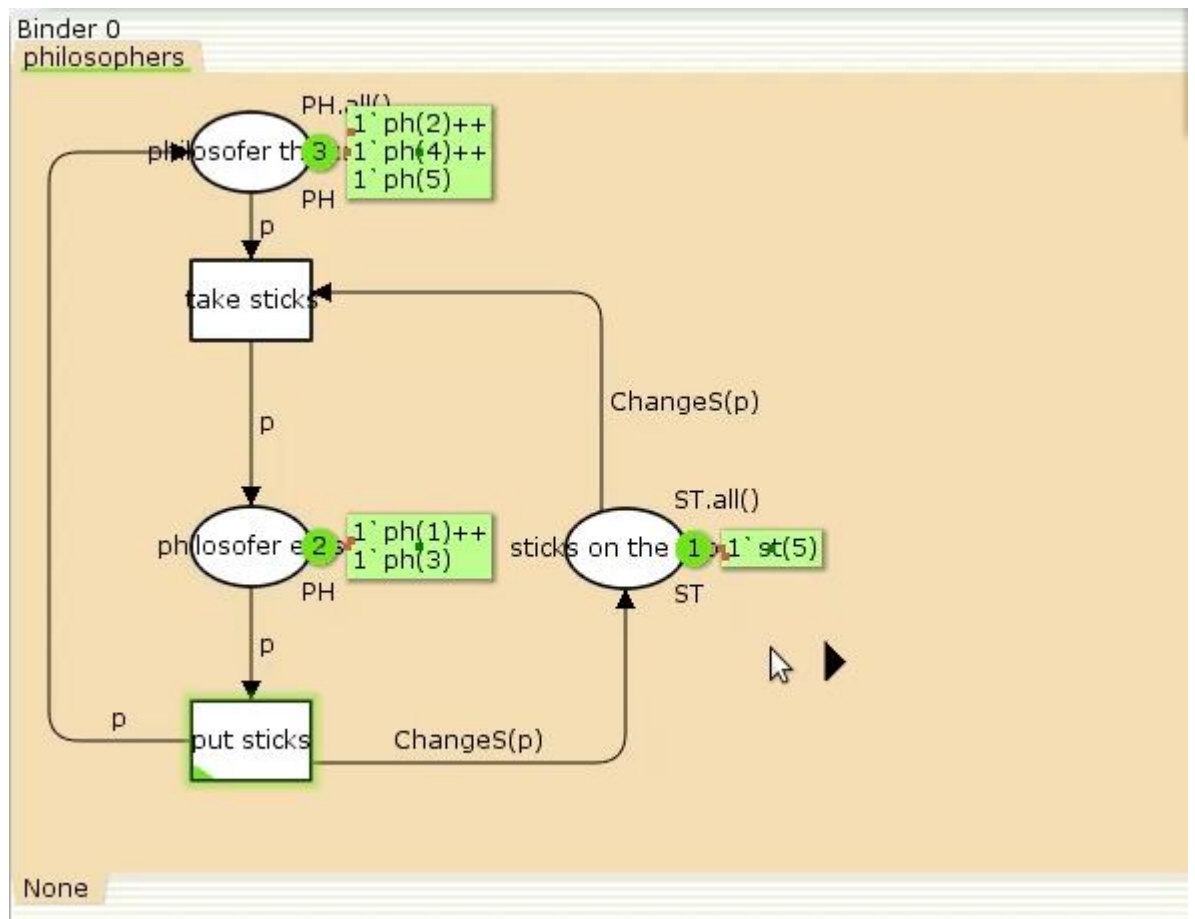 Binder 0
philosophers
PH.all()
1`ph(2)++
1`ph(4)++
1`ph(5)
philosofer th
3
PH
p
take sticks
ChangeS(p)
p
ST.all()
1`ph(1)++
1`ph(3)
philosofer e
2
sticks on the
1
1`st(5)
PH
ST
p
put sticks
p
ChangeS(p)
None